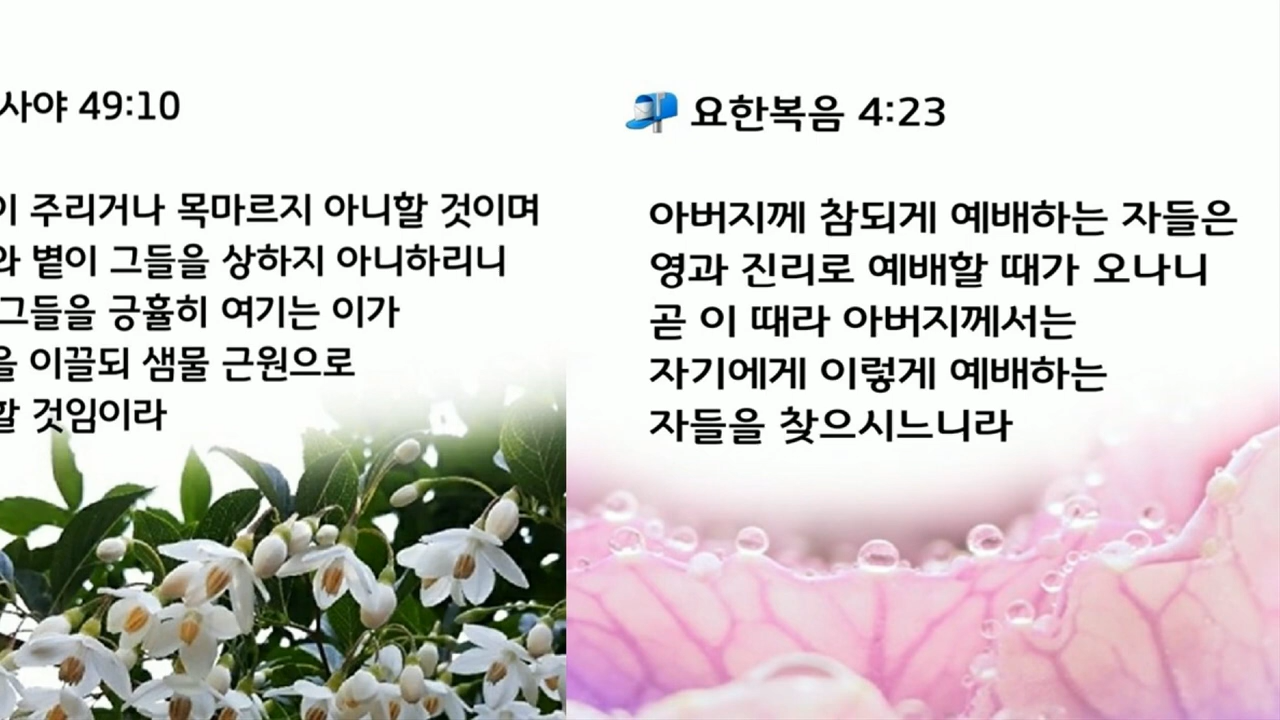 사야 49:10
이 주리거나 목마르지 아니할 것이며
와 볕이 그들을 상하지 아니하리니
그들을 긍휼히 여기는 이가
을 이끌되 샘물 근원으로
할 것임이라
요한복음 4:23
아버지께 참되게 예배하는 자들은
영과 진리로 예배할 때가 오나니
곧 이 때라 아버지께서는
자기에게 이렇게 예배하는
자들을 찾으시느니라